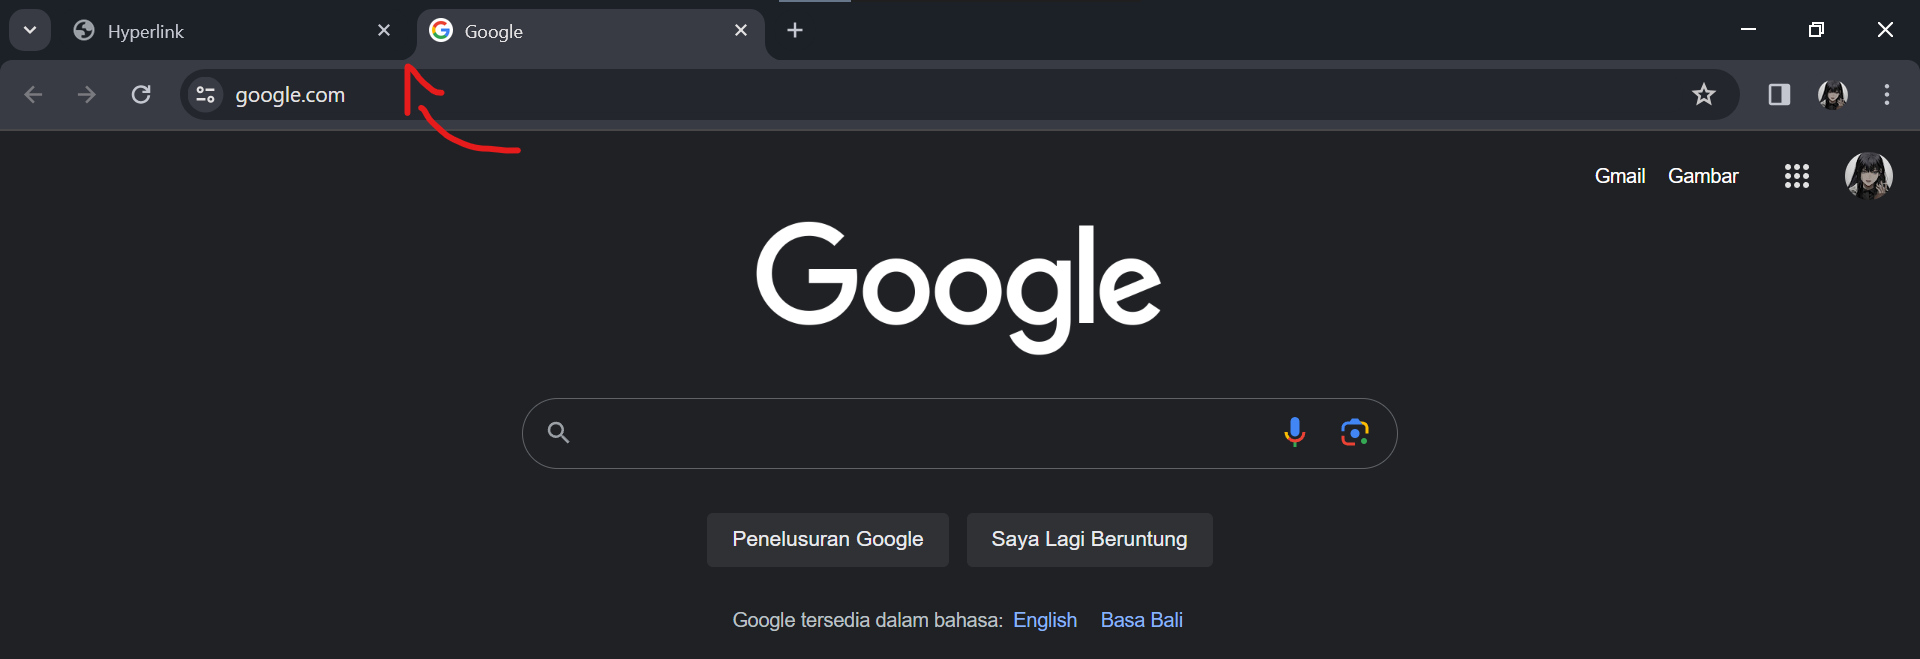 Hyperlink
Google
google.com
Gmail Gambar
Google
Penelusuran Google Saya Lagi Beruntung
Google tersedia dalam bahasa: English Basa Bali